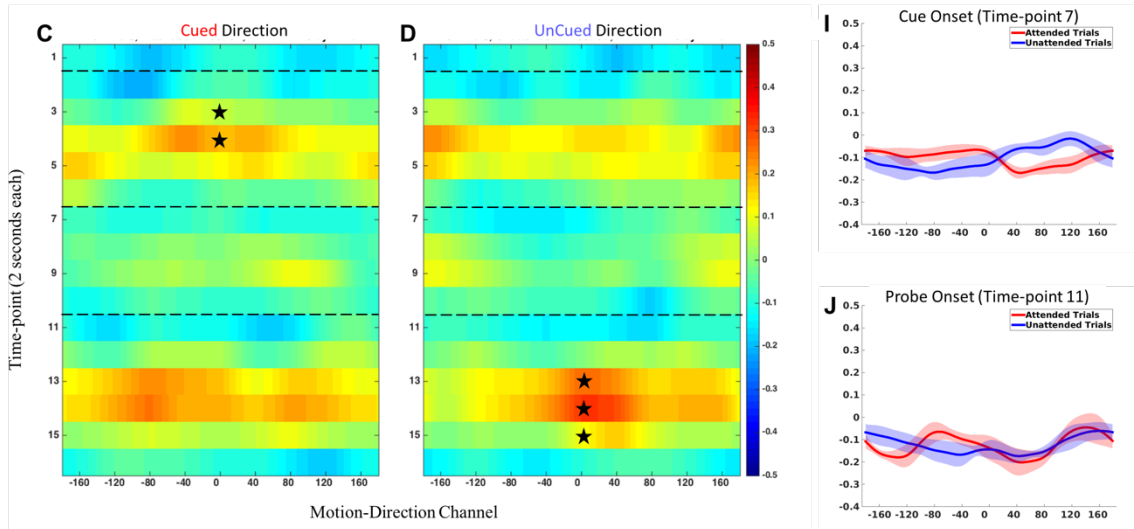 C
Cued Direction
D
UnCued Direction
Time-point (2 seconds each)
1
3
5
7
9
11
13
15
-160 -120 -80 -40 0 40 80 120 160
1
3
5
7
9
11
13
15
-160 -120 -80 -40 0 40 80 120 160
0.5
0.4
0.3
0.2
0.1
0
-0.1
-0.2
-0.3
-0.4
-0.5
Motion-Direction Channel
I
Cue Onset (Time-point 7)
Attended Trials
Unattended Trials
0.5
0.4
0.3
0.2
0.1
0
-0.1
-0.2
-0.3
-0.4
-160 -120 -80 -40 0 40 80 120 160
J
Probe Onset (Time-point 11)
Attended Trials
Unattended Trials
0.5
0.4
0.3
0.2
0.1
0
-0.1
-0.2
-0.3
-0.4
-160 -120 -80 -40 0 40 80 120 160